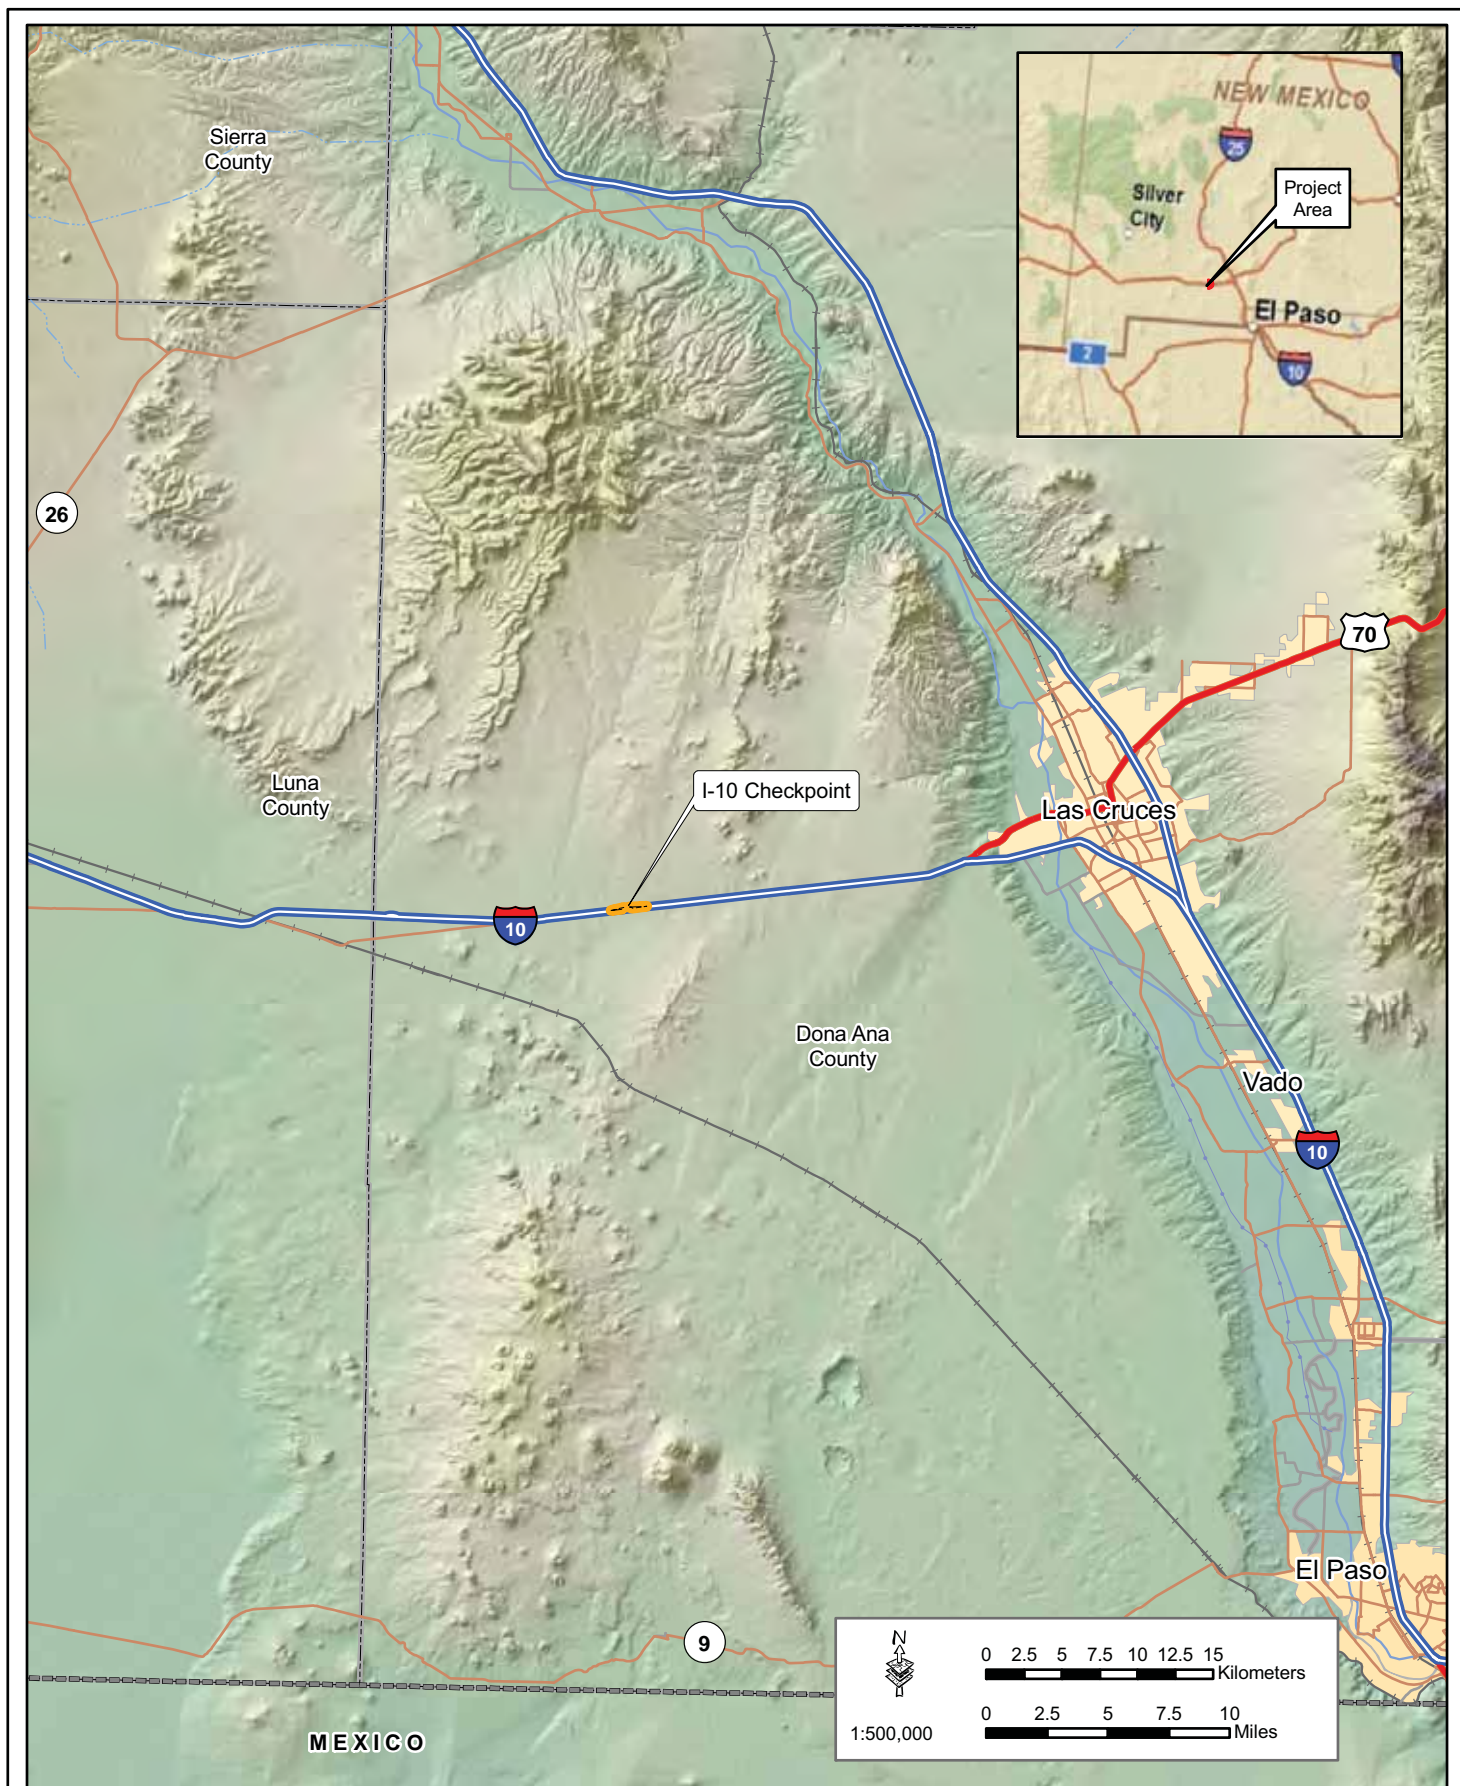 Sierra
County
NEW MEXICO
25
Silver
City
Project
Area
El Paso
2
10
26
70
Luna
County
I-10 Checkpoint
Las Cruces
10
Dona Ana
County
Vado
10
El Paso
9
N
0 2.5 5 7.5 10 12.5 15
Kilometers
1:500,000
0 2.5 5 7.5 10
Miles
MEXICO